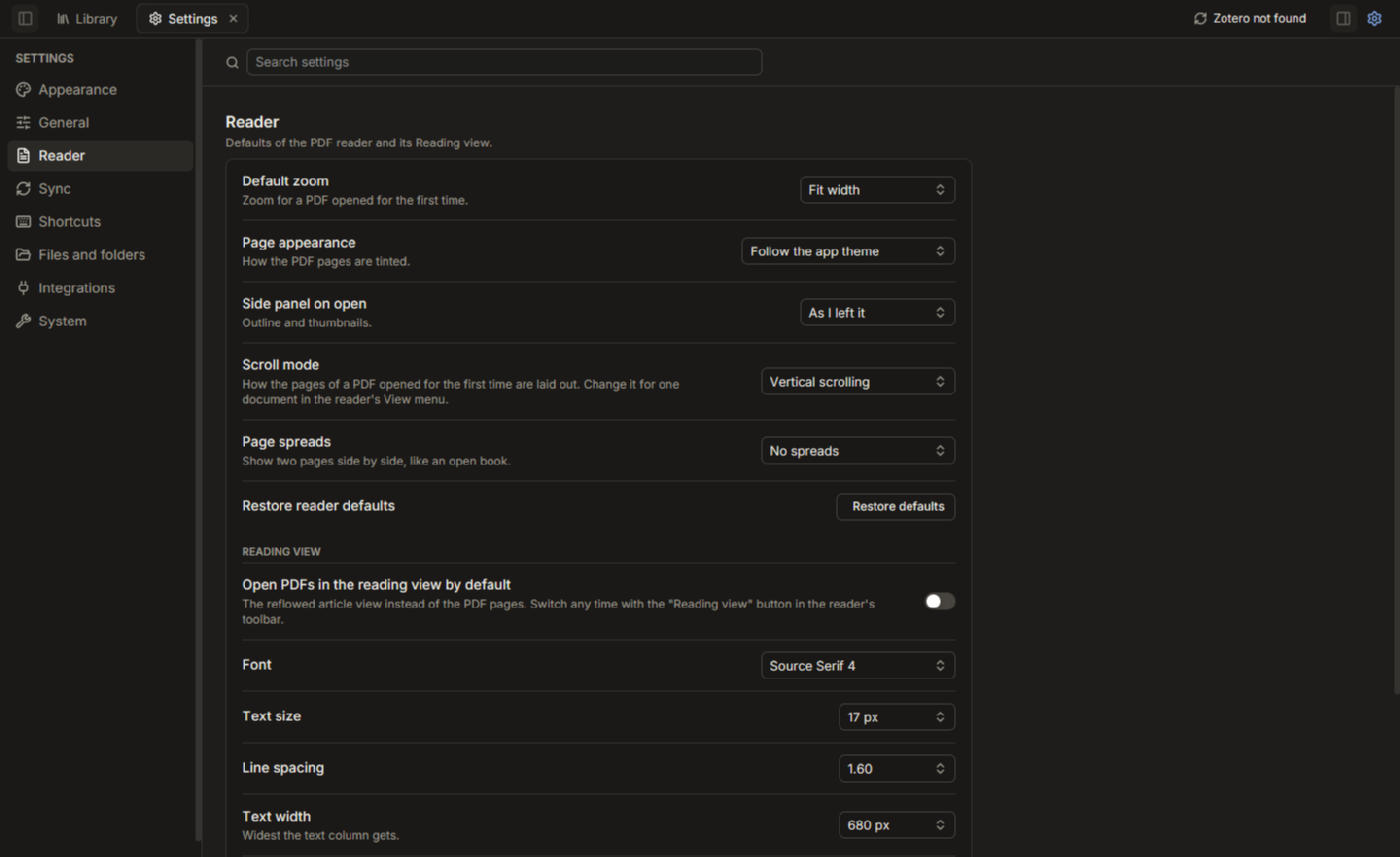 Library
Settings
Zotero not found
SETTINGS
Appearance
General
Reader
Sync
Shortcuts
Files and folders
Integrations
System
Search settings
Reader
Defaults of the PDF reader and its Reading view.
Default zoom
Zoom for a PDF opened for the first time.
Fit width
Page appearance
How the PDF pages are tinted.
Follow the app theme
Side panel on open
Outline and thumbnails.
As I left it
Scroll mode
How the pages of a PDF opened for the first time are laid out. Change it for one
document in the reader's View menu.
Vertical scrolling
Page spreads
Show two pages side by side, like an open book.
No spreads
Restore reader defaults
Restore defaults
READING VIEW
Open PDFs in the reading view by default
The reflowed article view instead of the PDF pages. Switch any time with the "Reading view" button in the reader's
toolbar.
Font
Source Serif 4
Text size
17 px
Line spacing
1.60
Text width
Widest the text column gets.
680 px